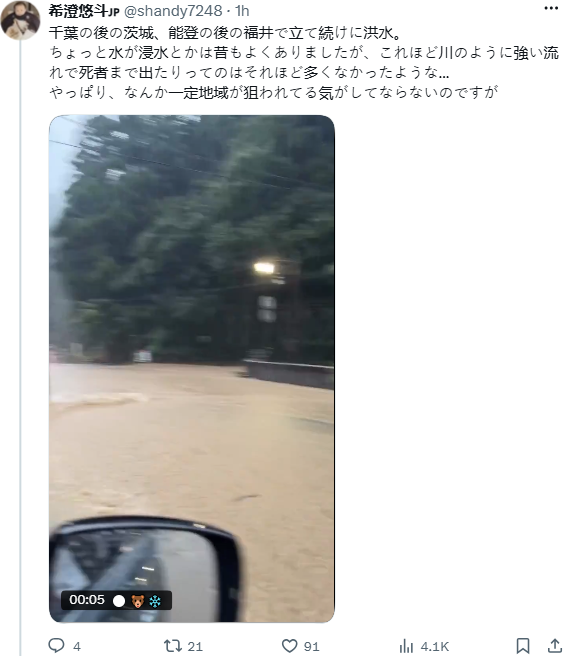 希澄悠斗JP @shandy7248 · 1h
千葉の後の茨城、能登の後の福井で立て続けに洪水。
ちょっと水が浸水とかは昔もよくありましたが、これほど川のように強い流
れで死者まで出たりってのはそれほど多くなかったような...
やっぱり、なんか一定地域が狙われてる気がしてならないのですが
00:05
4 21 91 4.1K